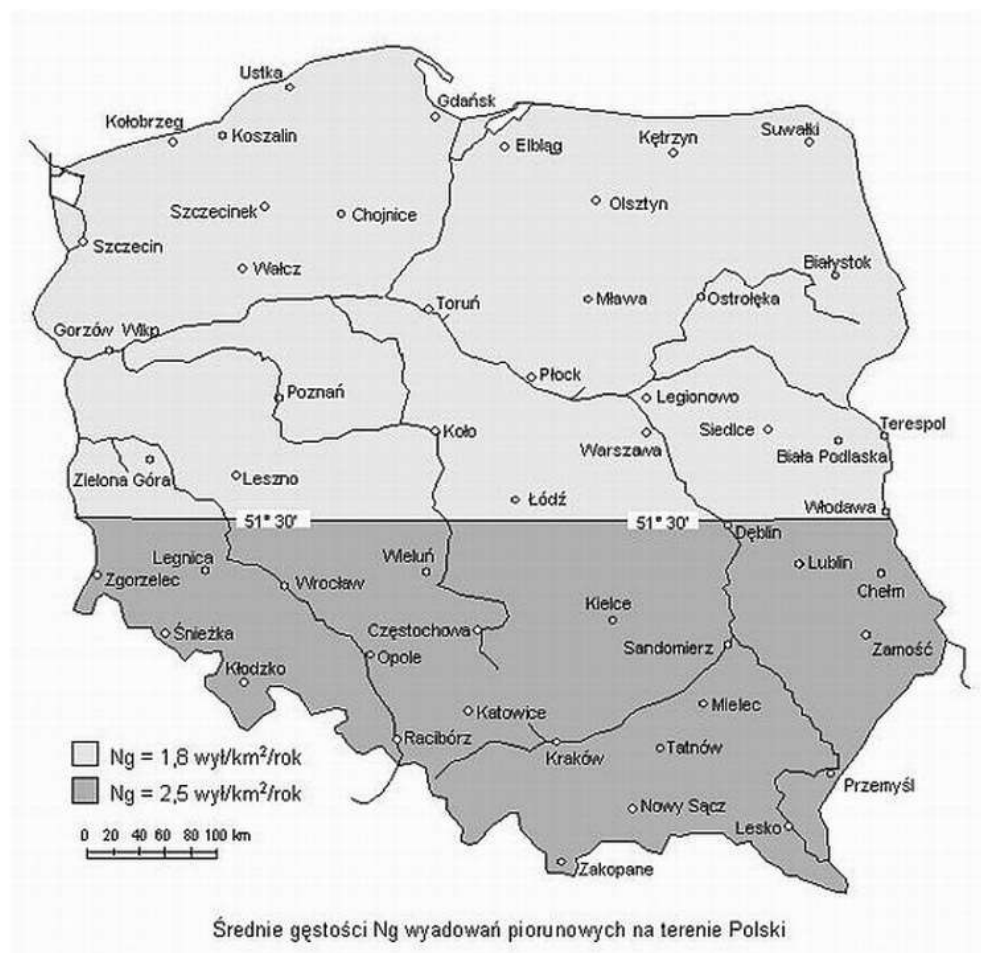 Ustka
Gdańsk
Kołobrzeg
Koszalin
Elbląg
Kętrzyn
Suwałki
Szczecinek
Chojnice
Olsztyn
Szczecin
Wałcz
Białystok
Toruń
Mława
Ostrołęka
Gorzów Wlkp
Płock
Poznań
Legionowo
Koło
Warszawa
Siedlce
Terespol
Biała Podlaska
Zielona Góra
Leszno
Łódź
Włodawa
51° 30'
51° 30'
Dęblin
Legnica
Wieluń
Lublin
Zgorzelec
Wrocław
Chełm
Kielce
Śnieżka
Częstochowa
Sandomierz
Zamość
Opole
Kłodzko
Katowice
Mielec
Racibórz
Kraków
Tatnów
Ng = 1,8 wył/km²/rok
Przemyśl
Ng = 2,5 wył/km²/rok
Nowy Sącz
Lesko
0 20 40 60 80 100 km
Zakopane
Średnie gęstości Ng wyadowań piorunowych na terenie Polski